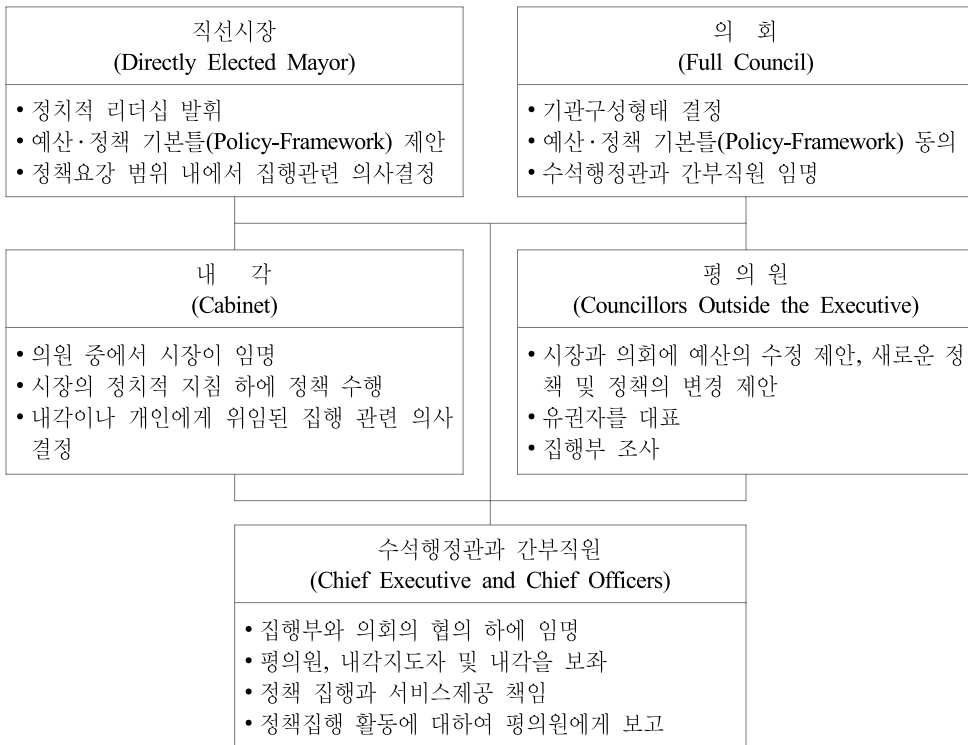 직선시장
(Directly Elected Mayor)
• 정치적 리더십 발휘
• 예산·정책 기본틀(Policy-Framework) 제안
• 정책요강 범위 내에서 집행관련 의사결정
의 회
(Full Council)
• 기관구성형태 결정
• 예산·정책 기본틀(Policy-Framework) 동의
• 수석행정관과 간부직원 임명
내 각
(Cabinet)
• 의원 중에서 시장이 임명
• 시장의 정치적 지침 하에 정책 수행
• 내각이나 개인에게 위임된 집행 관련 의사
결정
평 의 원
(Councillors Outside the Executive)
• 시장과 의회에 예산의 수정 제안, 새로운 정
책 및 정책의 변경 제안
• 유권자를 대표
• 집행부 조사
수석행정관과 간부직원
(Chief Executive and Chief Officers)
• 집행부와 의회의 협의 하에 임명
• 평의원, 내각지도자 및 내각을 보좌
• 정책 집행과 서비스제공 책임
• 정책집행 활동에 대하여 평의원에게 보고